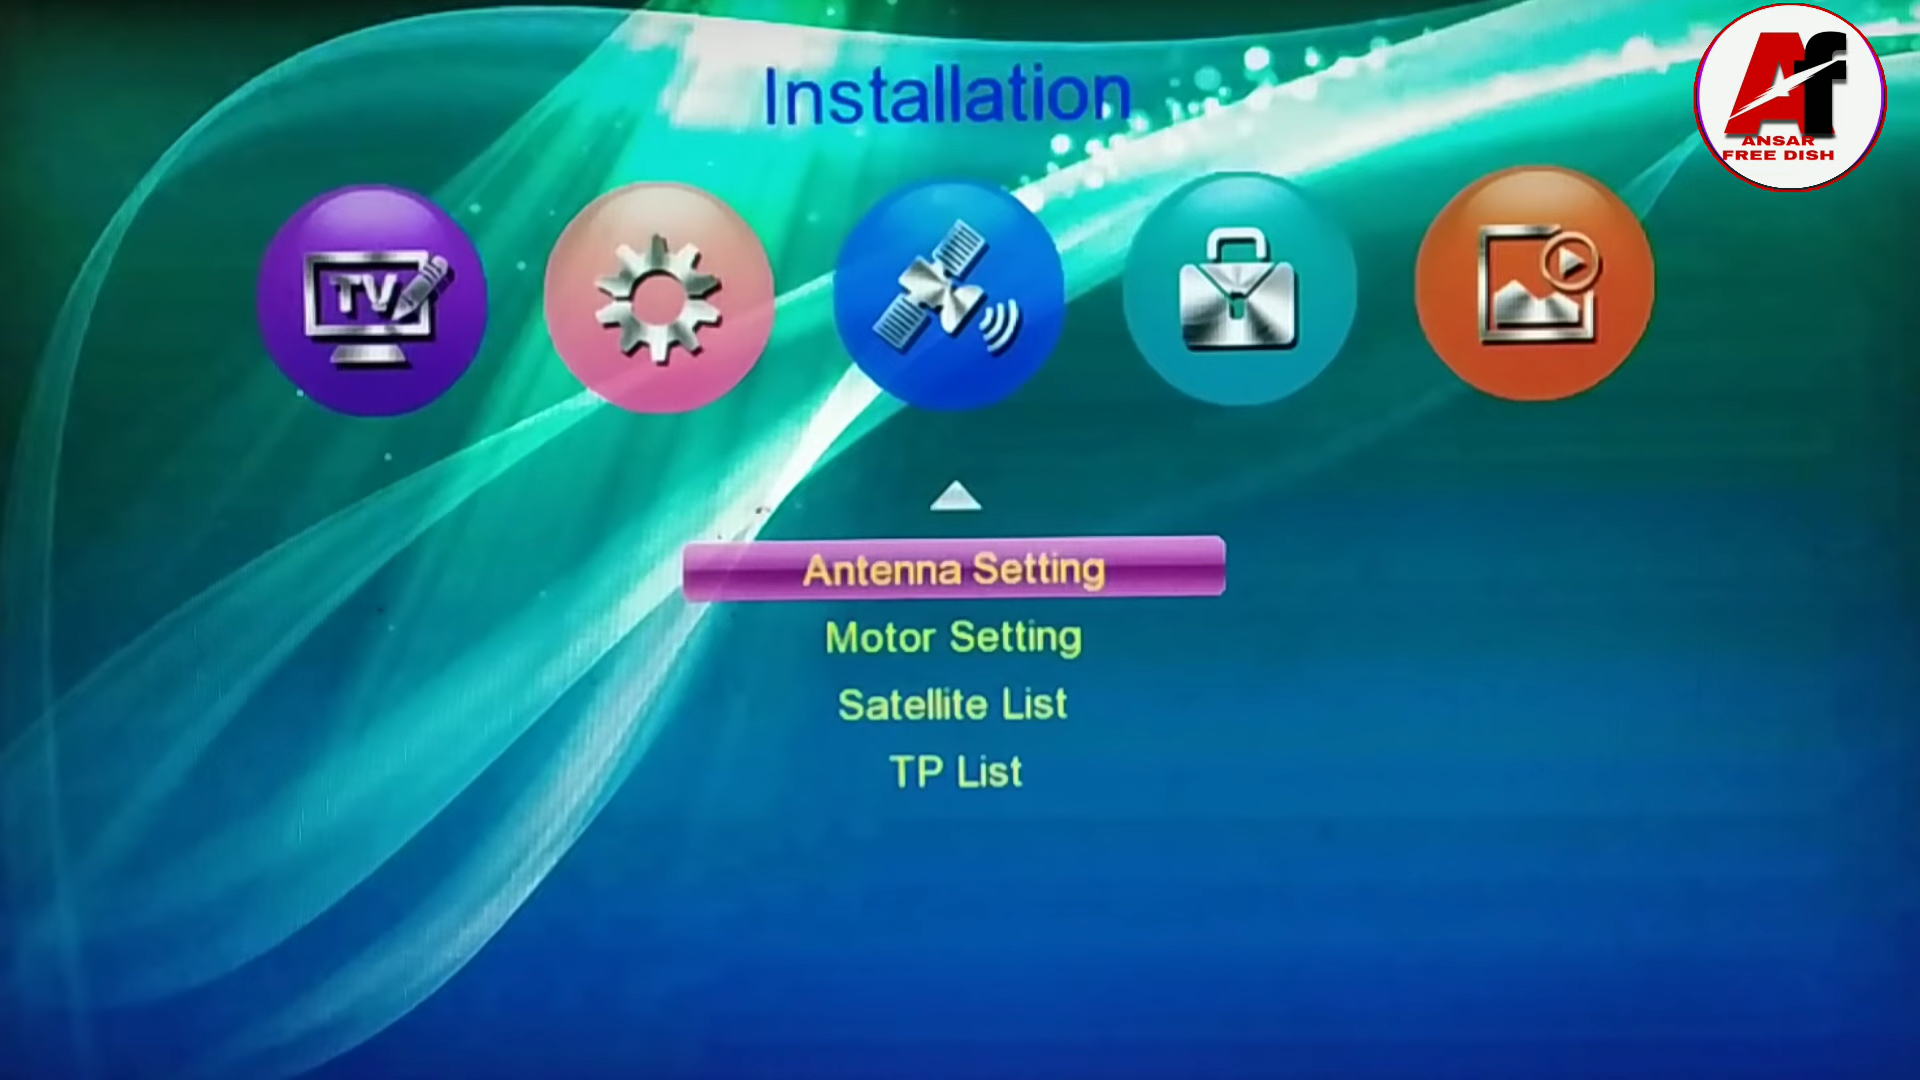 Installation
Af
ANSAR
FREE DISH
TV
Antenna Setting
Motor Setting
Satellite List
TP List